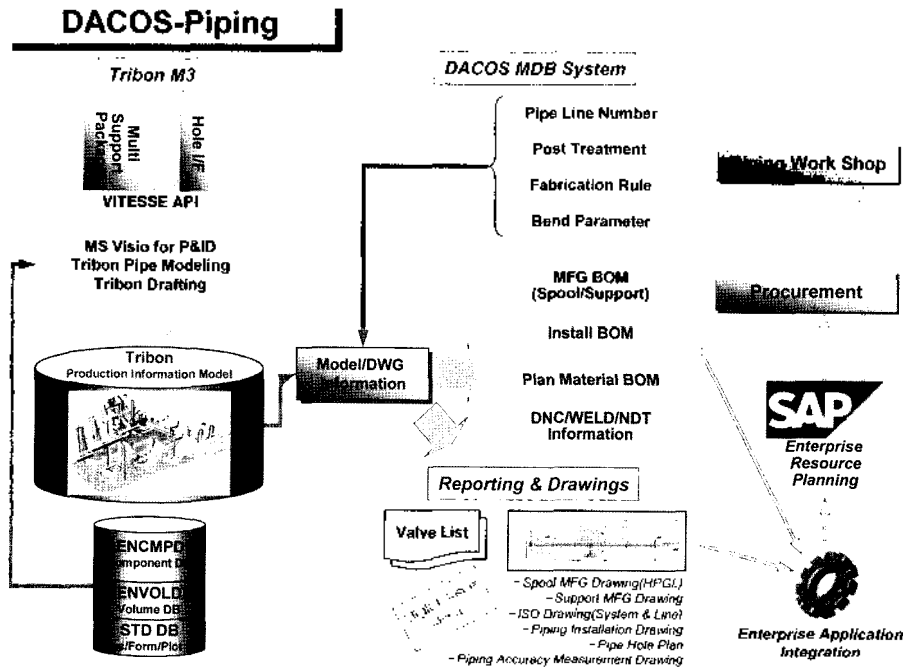 DACOS-Piping
Tribon M3
Multi
Support
Hole I/F
VITESSE API
MS Visio for P&ID
Tribon Pipe Modeling
Tribon Drafting
Tribon
Production Information Model
ENCMPD
ENVOLD
Volume DB
STD DB
Model/DWG
Information
DACOS MDB System
Pipe Line Number
Post Treatment
Fabrication Rule
Bend Parameter
MFG BOM
(Spool/Support)
Install BOM
Plan Material BOM
DNC/WELD/NDT
Information
Reporting & Drawings
Valve List
- Spool MFG Drawing(HPGL)
- Support MFG Drawing
- ISO Drawing(System & Line)
- Piping Installation Drawing
- Pipe Hole Plan
- Piping Accuracy Measurement Drawing
Work Shop
Procurement
SAP
Enterprise
Resource
Planning
Enterprise Application
Integration